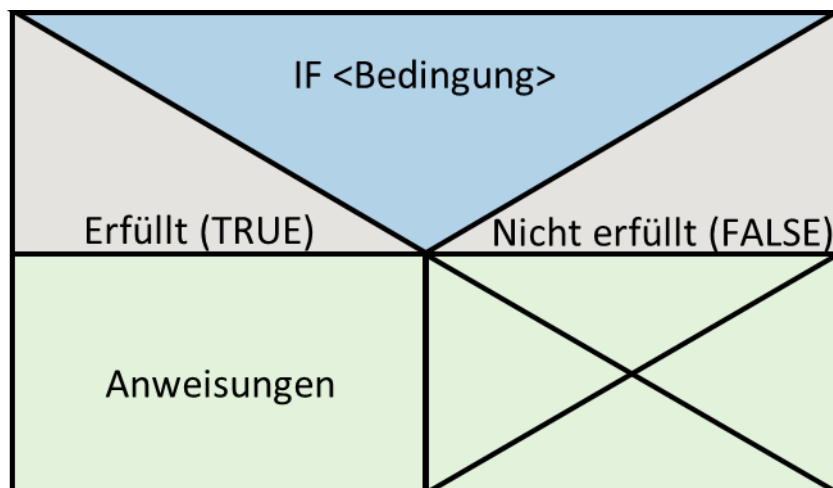 IF <Bedingung>
Erfüllt (TRUE)
Nicht erfüllt (FALSE)
Anweisungen